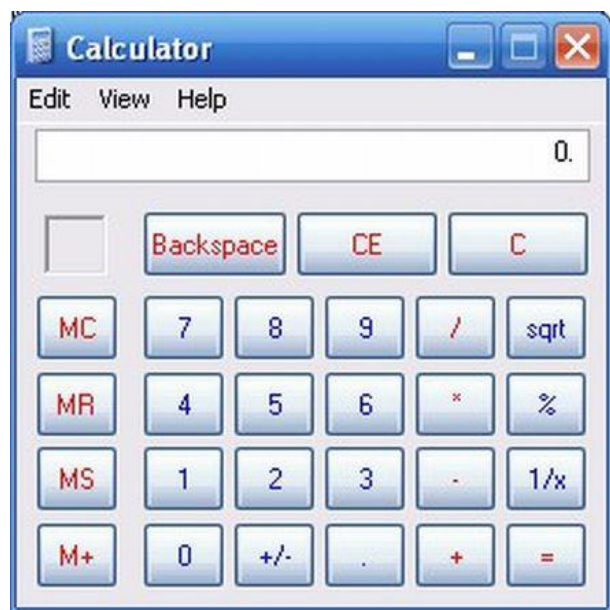 Calculator
Edit View Help
0.
Backspace CE C
MC 7 8 9 / sqrt
MR 4 5 6 * %
MS 1 2 3 - 1/x
M+ 0 +/- . + =